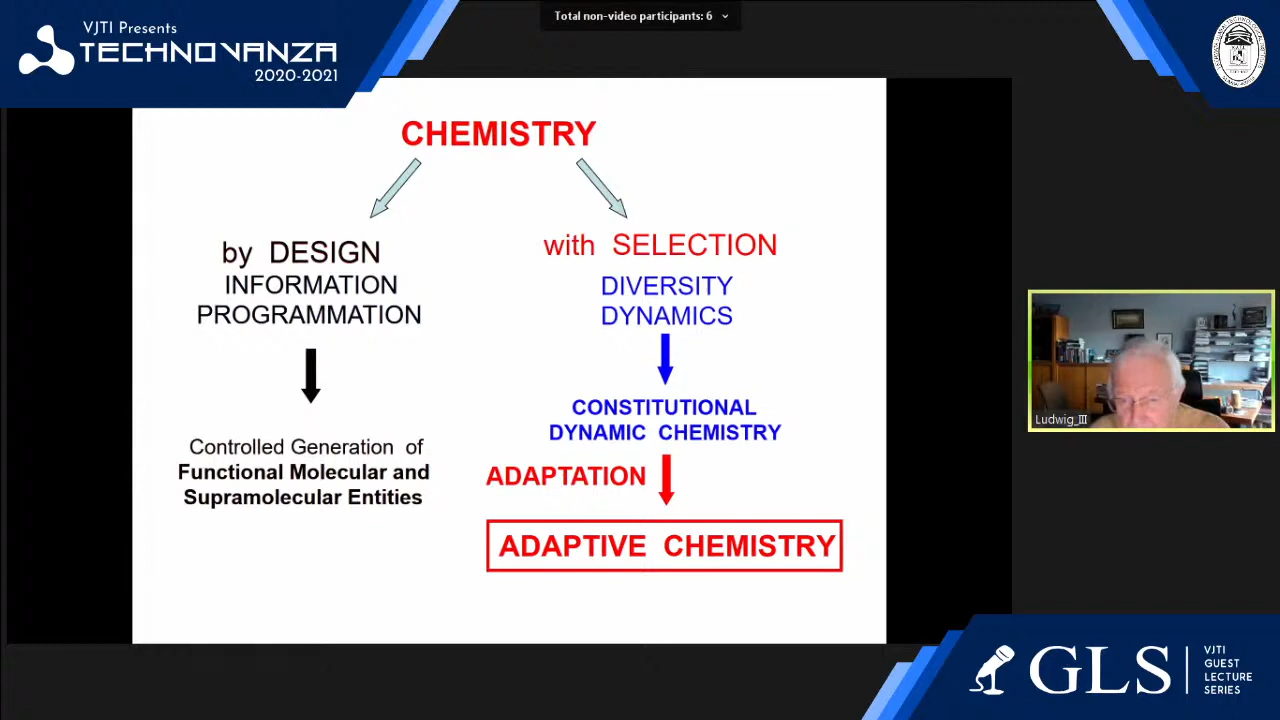 VJTI Presents
TECHNOVANZA
2020-2021
Total non-video participants: 6
CHEMISTRY
by DESIGN
INFORMATION
PROGRAMMATION
Controlled Generation of
Functional Molecular and
Supramolecular Entities
with SELECTION
DIVERSITY
DYNAMICS
CONSTITUTIONAL
DYNAMIC CHEMISTRY
ADAPTATION
ADAPTIVE CHEMISTRY
Ludwig_III
GLS
VJTI
GUEST
LECTURE
SERIES